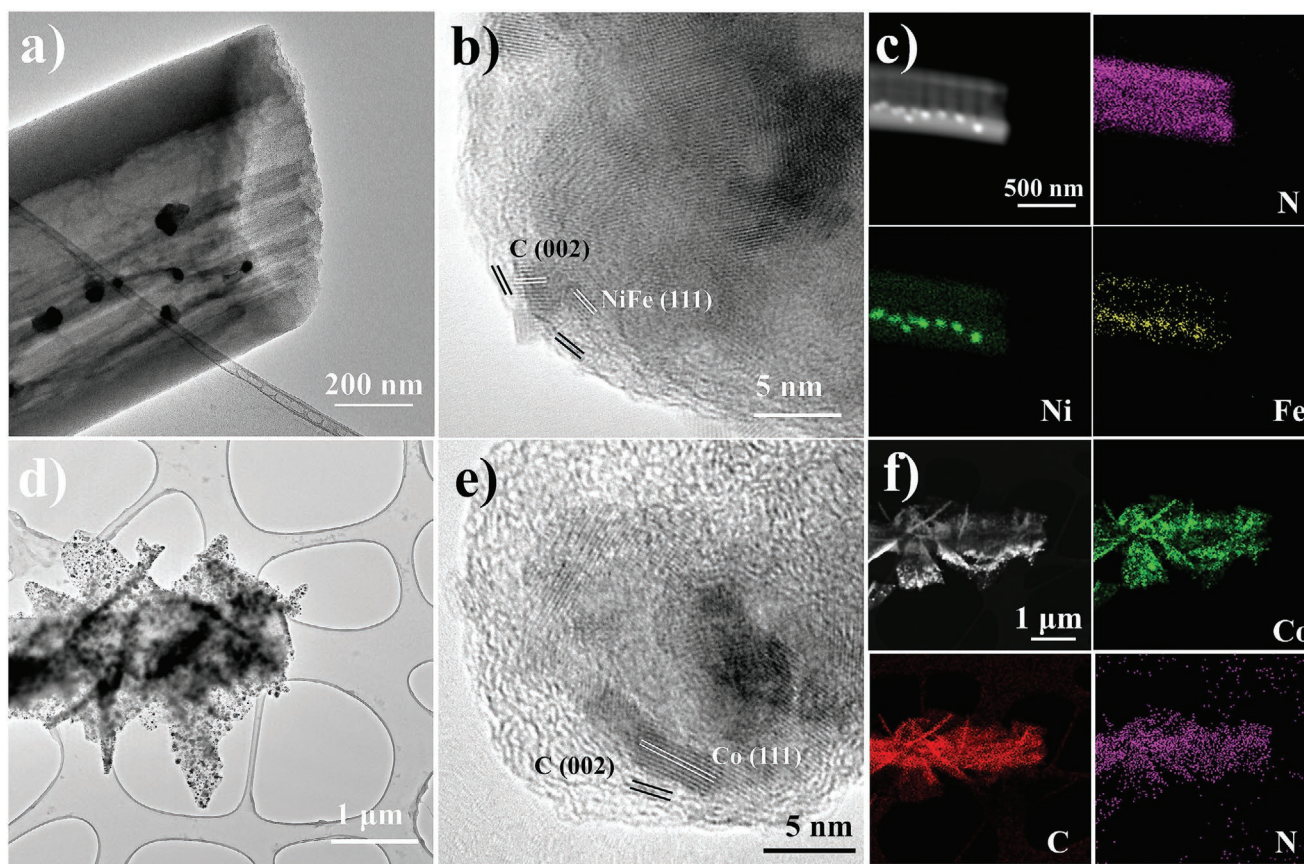 a)
200 nm
b)
C (002)
NiFe (111)
5 nm
c)
500 nm
N
Ni
Fe
d)
1 μm
e)
C (002)
Co (111)
5 nm
f)
1 μm
Co
C
N